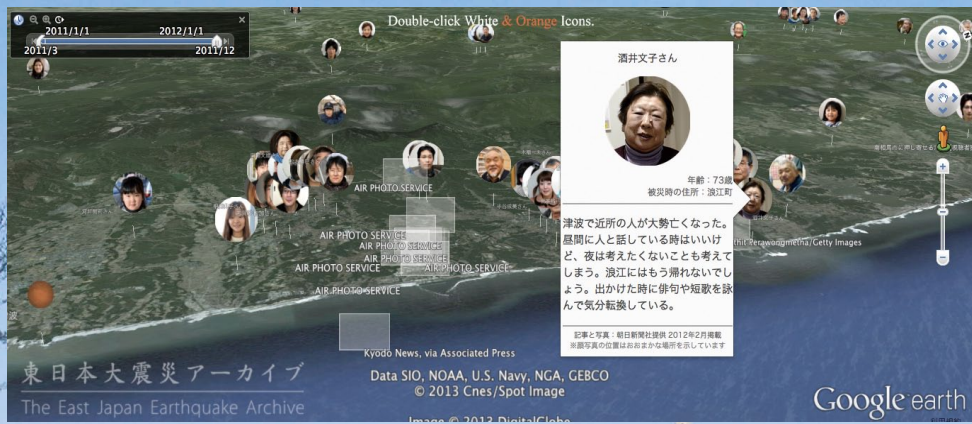 Double-click White & Orange Icons.
2011/1/1 2012/1/1
2011/3 2011/12
酒井文子さん
年齢：73歳
被災時の住所：浪江町
津波で近所の人が大勢亡くなった。
昼間に人と話している時はいいけ
ど、夜は考えたくないことも考えて
しまう。浪江にはもう帰れないでし
ょう。出かけた時に俳句や短歌を詠
んで気分転換している。
記事と写真：朝日新聞社提供 2012年2月掲載
※顔写真の位置はおおまかな場所を示しています
AIR PHOTO SERVICE
AIR PHOTO SERVICE
AIR PHOTO SERVICE
AIR PHOTO SERVICE
AIR PHOTO SERVICE
AIR PHOTO SERVICE
AIR PHOTO SERVICE
/Getty Images
Kyodo News, via Associated Press
Data SIO, NOAA, U.S. Navy, NGA, GEBCO
© 2013 Cnes/Spot Image
Image © 2013 DigitalGlobe
東日本大震災アーカイブ
The East Japan Earthquake Archive
Google earth